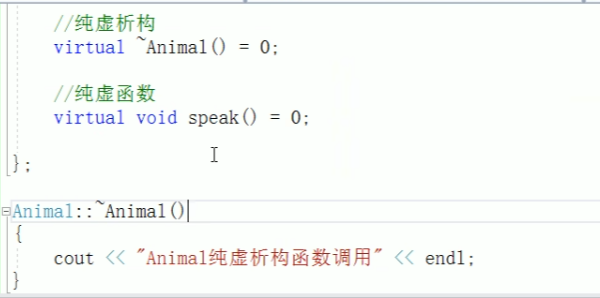 //纯虚析构
virtual ~Animal() = 0;
//纯虚函数
virtual void speak() = 0;
};
Animal::~Animal()
{
cout << "Animal纯虚析构函数调用" << endl;
}